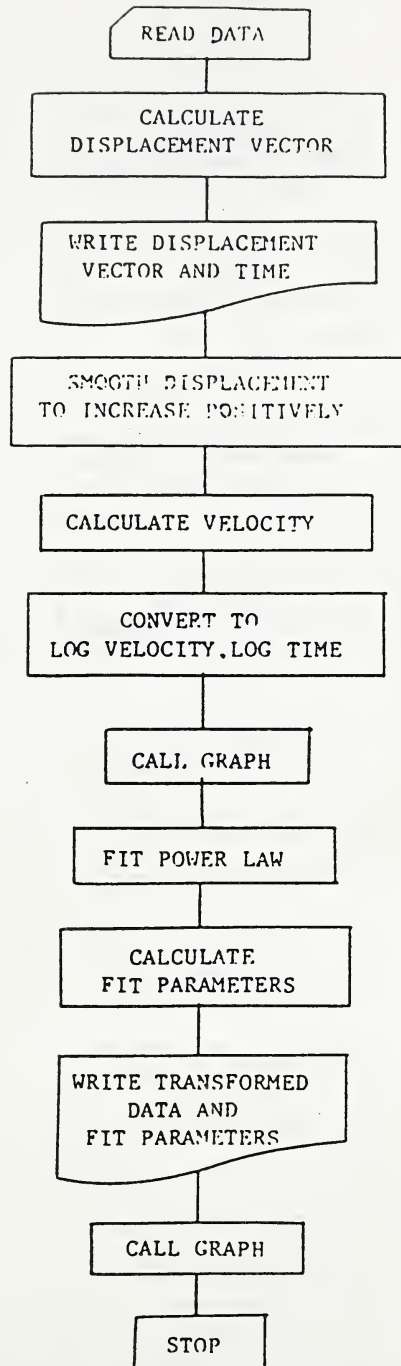 READ DATA
CALCULATE
DISPLACEMENT VECTOR
WRITE DISPLACEMENT
VECTOR AND TIME
SMOOTH DISPLACEMENT
TO INCREASE POSITIVELY
CALCULATE VELOCITY
CONVERT TO
LOG VELOCITY.LOG TIME
CALL GRAPH
FIT POWER LAW
CALCULATE
FIT PARAMETERS
WRITE TRANSFORMED
DATA AND
FIT PARAMETERS
CALL GRAPH
STOP